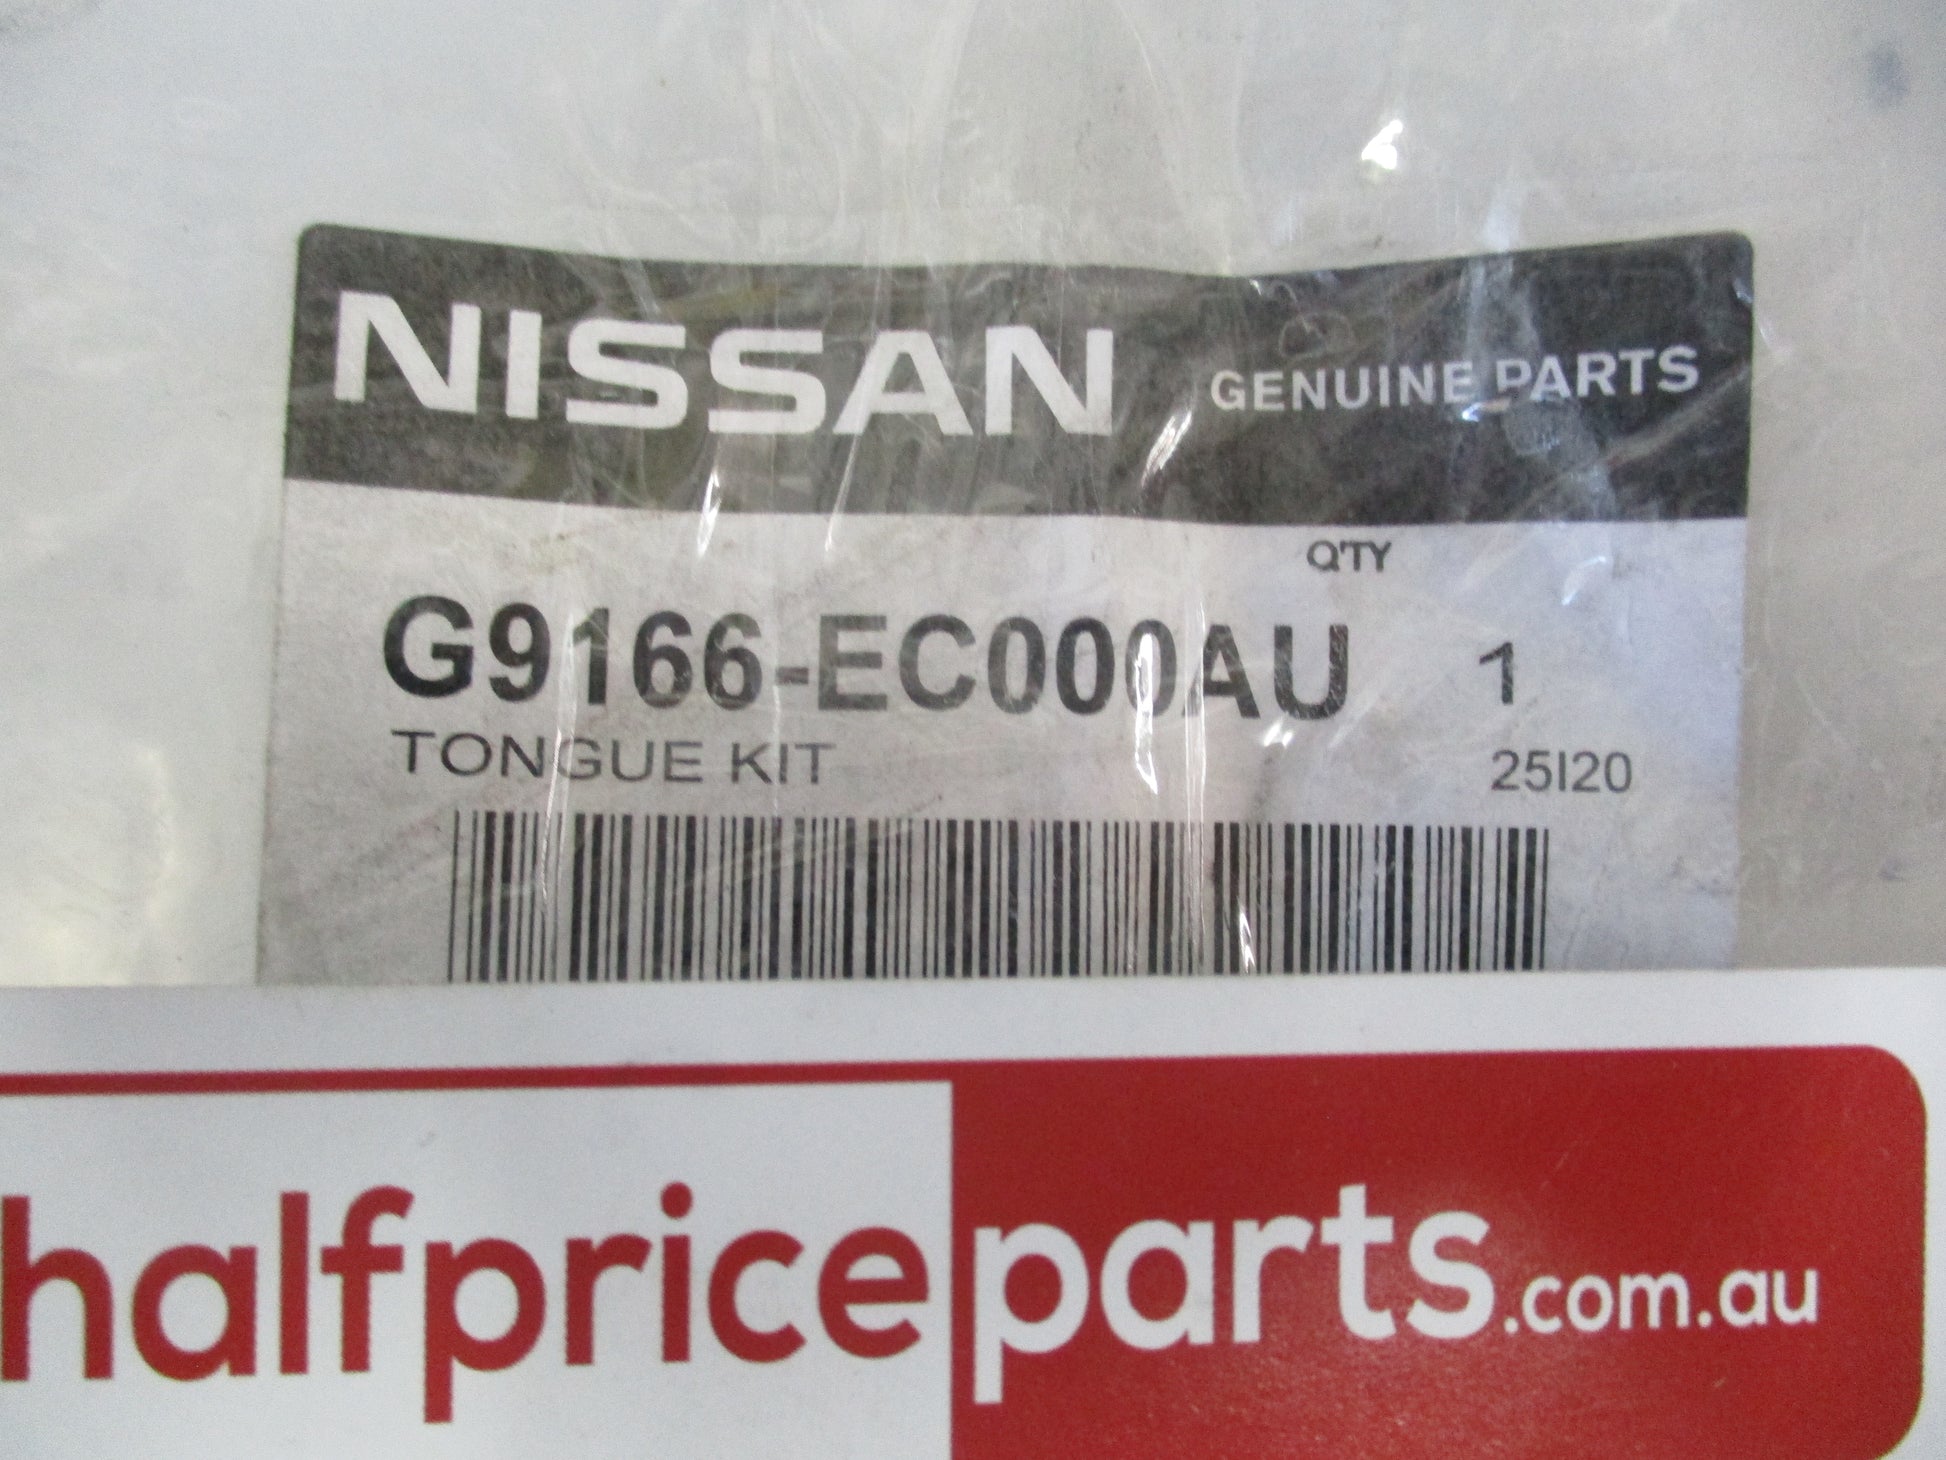 NISSAN GENUINE PARTS
Q'TY
G9166-EC000AU 1
TONGUE KIT 25I20
halfpriceparts.com.au